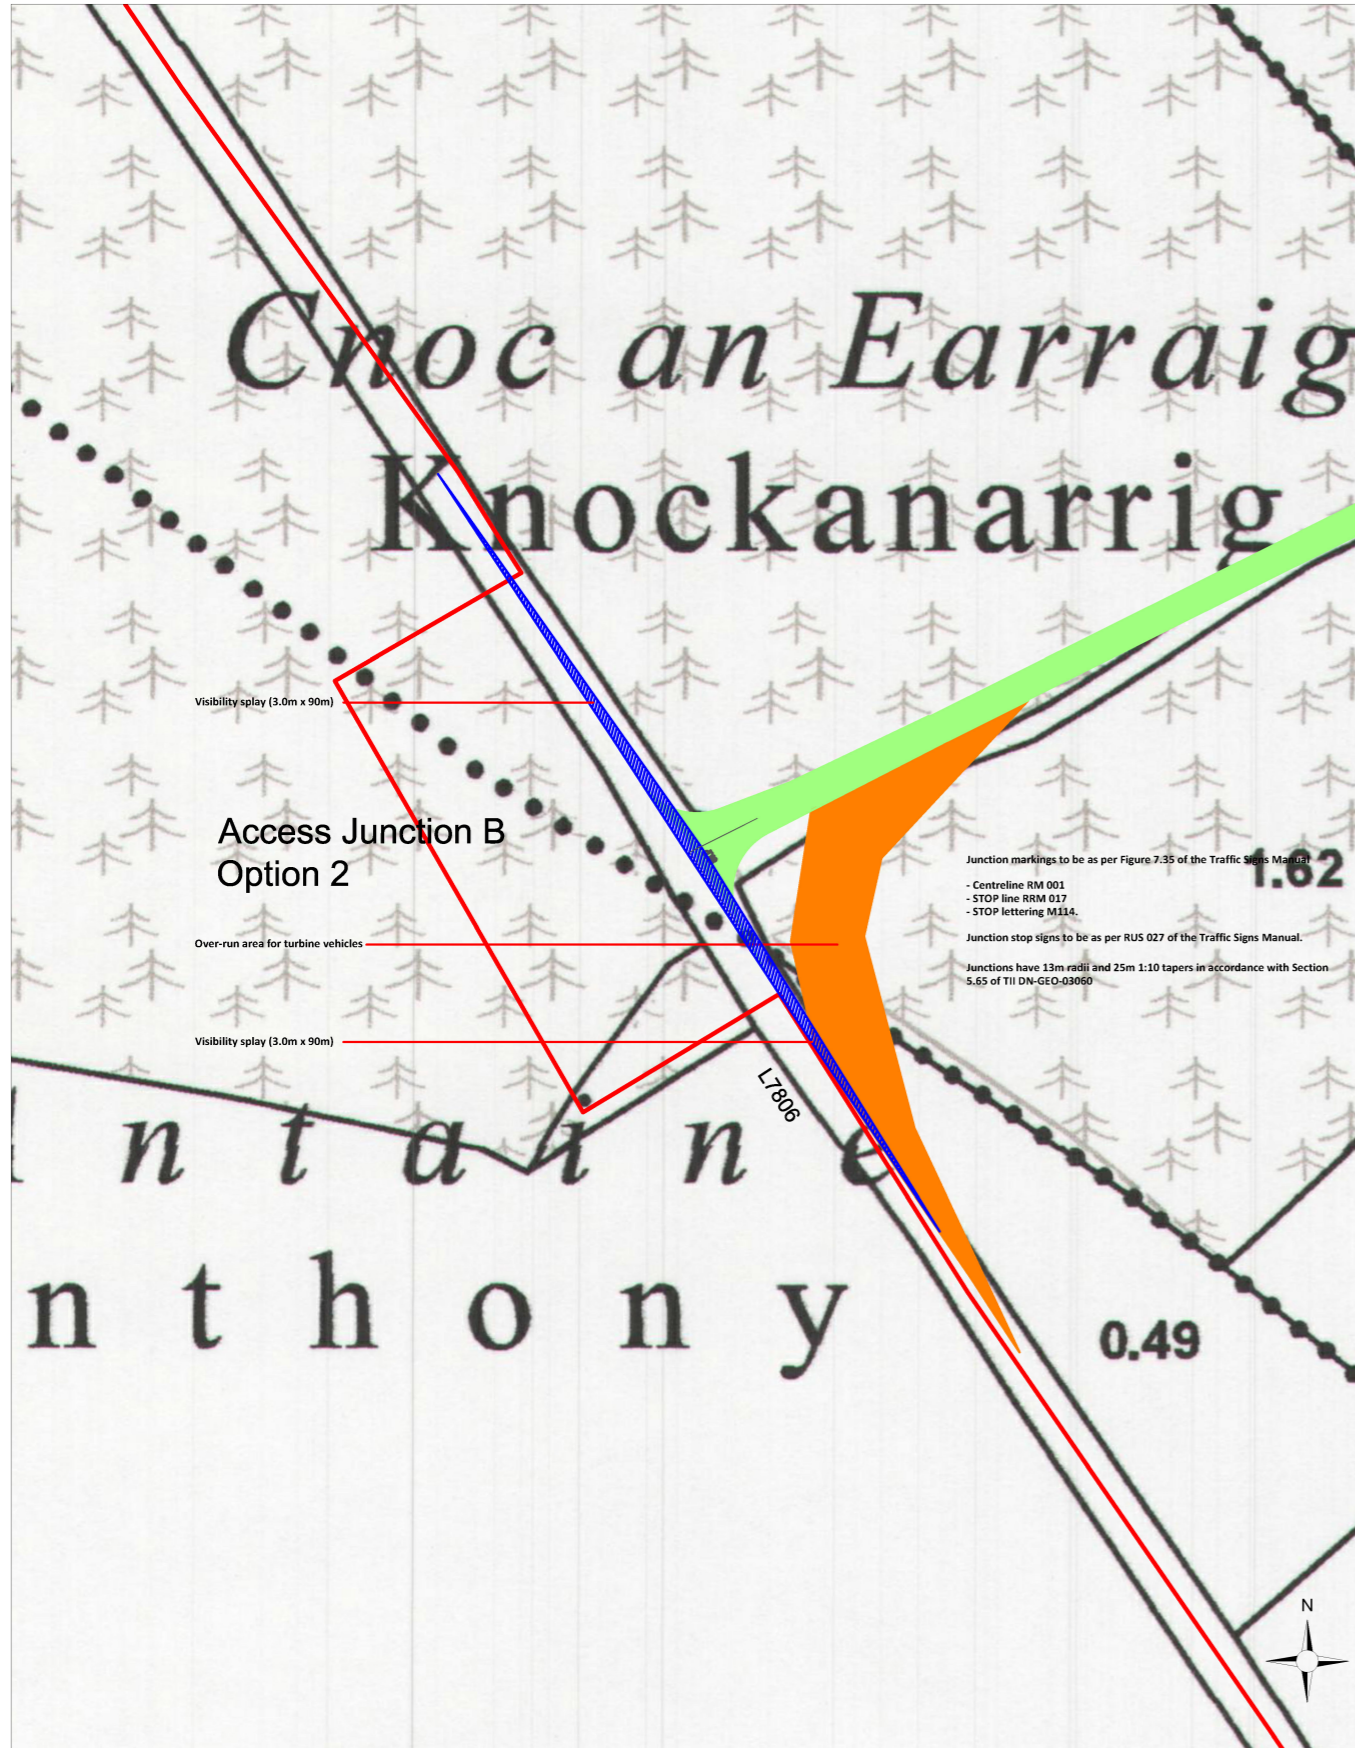 Cnoc an Earraig
Knockanarrig
Visibility splay (3.0m x 90m)
Access Junction B
Option 2
Junction markings to be as per Figure 7.35 of the Traffic Signs Manual
1.62
- Centreline RM 001
- STOP line RRM 017
- STOP lettering M114.
Over-run area for turbine vehicles
Junction stop signs to be as per RUS 027 of the Traffic Signs Manual.
Junctions have 13m radii and 25m 1:10 tapers in accordance with Section
5.65 of TII DN-GEO-03060
Visibility splay (3.0m x 90m)
L7806
ntaine
nthony
0.49
N